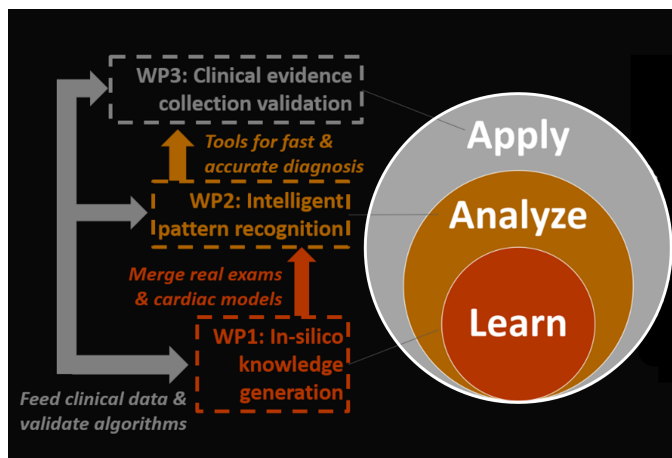 WP3: Clinical evidence
collection validation
Tools for fast &
accurate diagnosis
WP2: Intelligent
pattern recognition
Merge real exams
& cardiac models
WP1: In-silico
knowledge
generation
Feed clinical data &
validate algorithms
Apply
Analyze
Learn